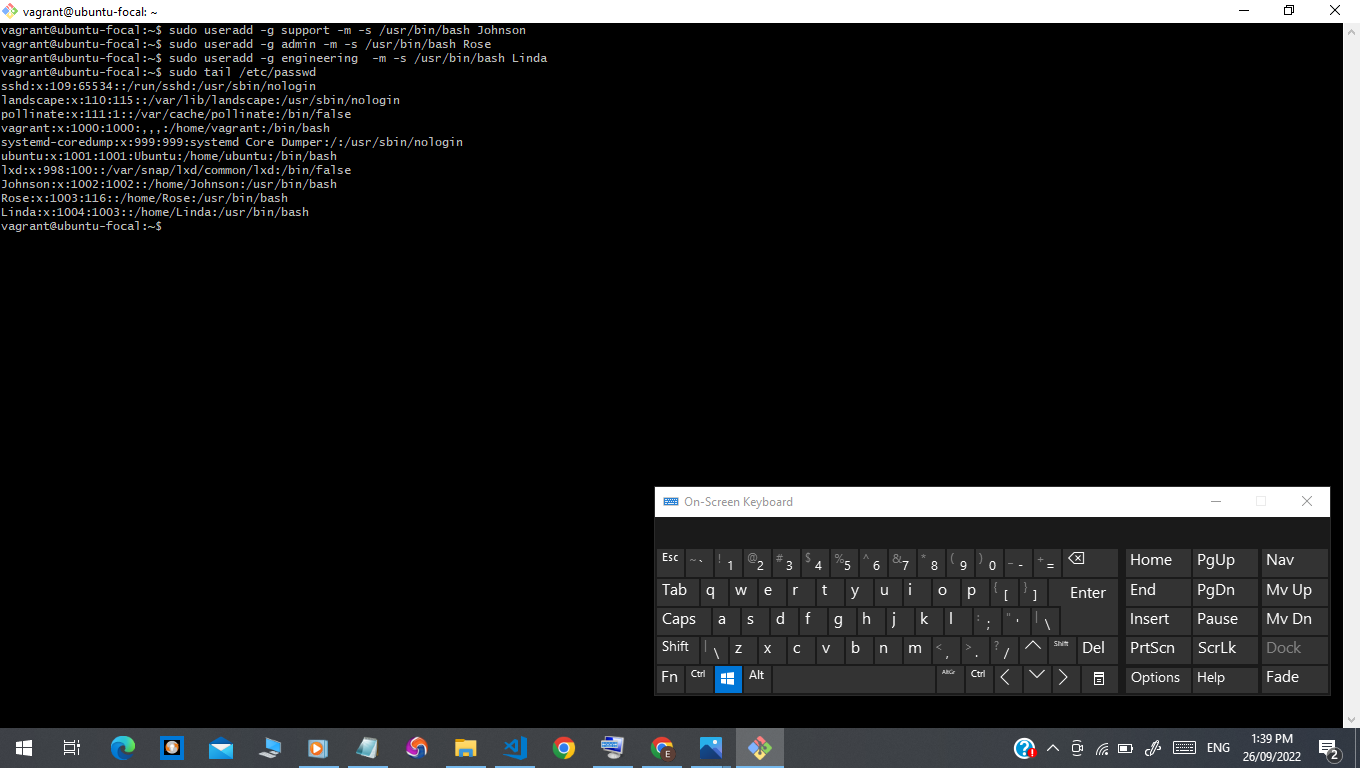 vagrant@ubuntu-focal: ~
vagrant@ubuntu-focal:~$ sudo useradd -g support -m -s /usr/bin/bash Johnson
vagrant@ubuntu-focal:~$ sudo useradd -g admin -m -s /usr/bin/bash Rose
vagrant@ubuntu-focal:~$ sudo useradd -g engineering  -m -s /usr/bin/bash Linda
vagrant@ubuntu-focal:~$ sudo tail /etc/passwd
sshd:x:109:65534::/run/sshd:/usr/sbin/nologin
landscape:x:110:115::/var/lib/landscape:/usr/sbin/nologin
pollinate:x:111:1::/var/cache/pollinate:/bin/false
vagrant:x:1000:1000:,,,:/home/vagrant:/bin/bash
systemd-coredump:x:999:999:systemd Core Dumper:/:/usr/sbin/nologin
ubuntu:x:1001:1001:Ubuntu:/home/ubuntu:/bin/bash
lxd:x:998:100::/var/snap/lxd/common/lxd:/bin/false
Johnson:x:1002:1002::/home/Johnson:/usr/bin/bash
Rose:x:1003:116::/home/Rose:/usr/bin/bash
Linda:x:1004:1003::/home/Linda:/usr/bin/bash
vagrant@ubuntu-focal:~$
On-Screen Keyboard
Esc ~ ` ! 1 @ 2 # 3 $ 4 % 5 ^ 6 & 7 * 8 ( 9 ) 0 _ - + = Home PgUp Nav
Tab q w e r t y u i o p { [ } ] Enter End PgDn Mv Up
Caps a s d f g h j k l : ; " ' | \ Insert Pause Mv Dn
Shift | \ z x c v b n m < , > . ? / Shift Del PrtScn ScrLk Dock
Fn Ctrl Alt AltGr Ctrl Options Help Fade
ENG
1:39 PM
26/09/2022
2